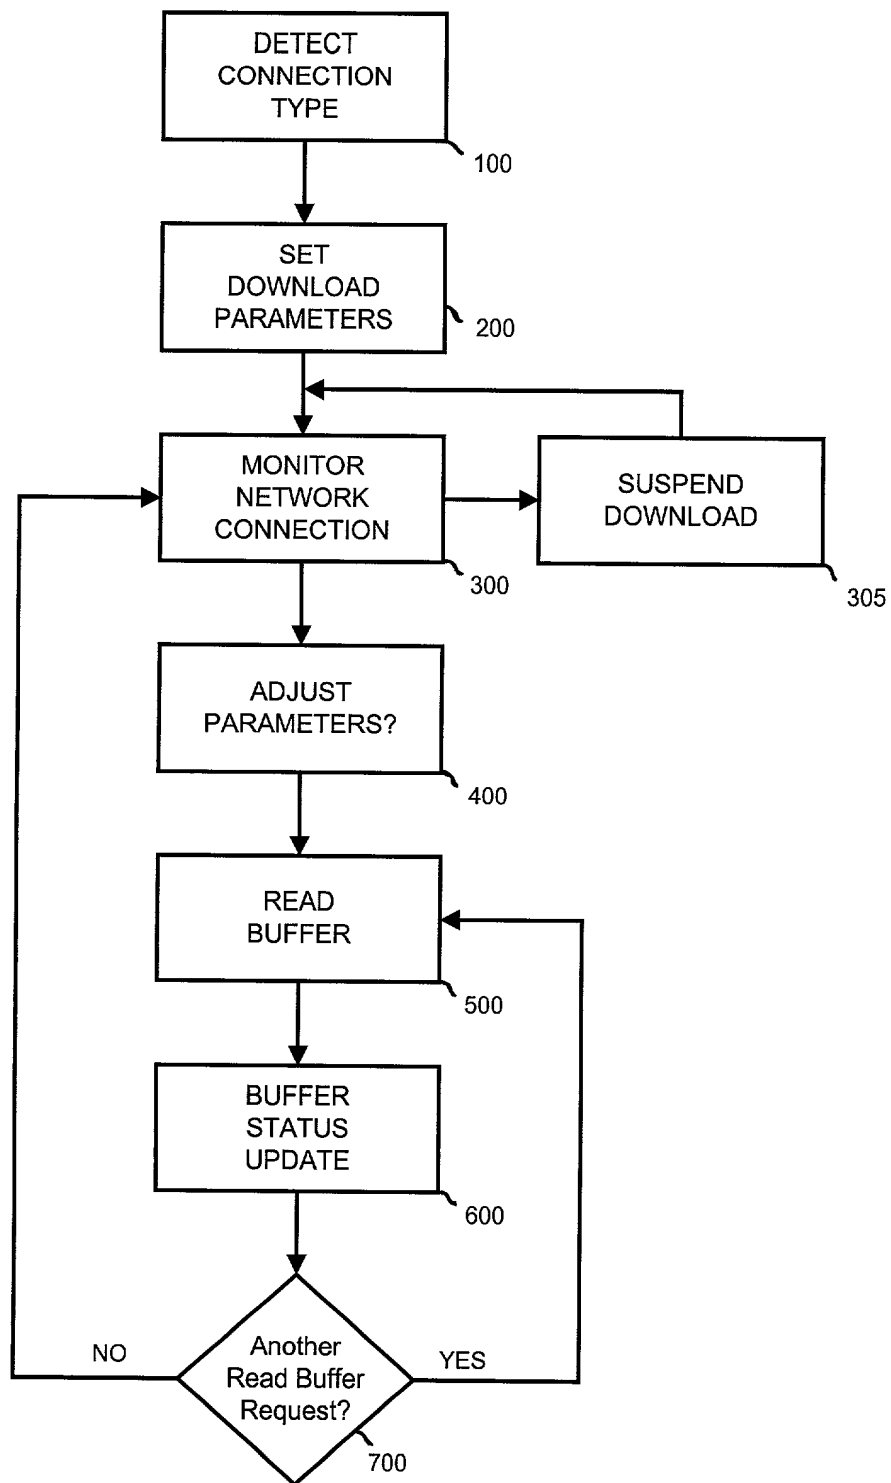 DETECT
CONNECTION
TYPE
100
SET
DOWNLOAD
PARAMETERS
200
MONITOR
NETWORK
CONNECTION
300
SUSPEND
DOWNLOAD
305
ADJUST
PARAMETERS?
400
READ
BUFFER
500
BUFFER
STATUS
UPDATE
600
NO
Another
Read Buffer
Request?
YES
700